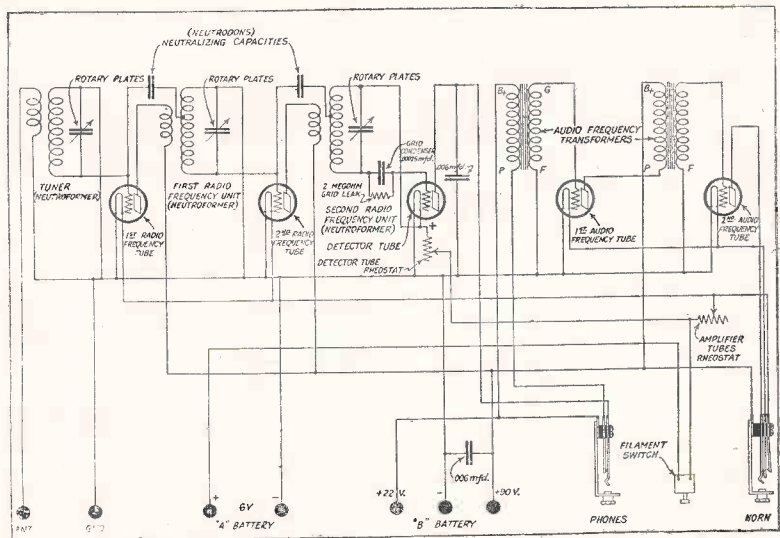 (NEUTRODONS)
NEUTRALIZING CAPACITIES
ROTARY PLATES
ROTARY PLATES
ROTARY PLATES
GRID
CONDENSER
.00025 mfd.
.006 mfd.
B+
G
AUDIO FREQUENCY
TRANSFORMERS
P
F
B+
G
P
F
TUNER
(NEUTROFORMER)
1ST RADIO
FREQUENCY
TUBE
FIRST RADIO
FREQUENCY UNIT
(NEUTROFORMER)
2ND RADIO
FREQUENCY
TUBE
2 MEGOHM
GRID LEAK
SECOND RADIO
FREQUENCY UNIT
(NEUTROFORMER)
DETECTOR TUBE
+
DETECTOR TUBE
RHEOSTAT
1ST AUDIO
FREQUENCY TUBE
2ND AUDIO
FREQUENCY
TUBE
AMPLIFIER
TUBES
RHEOSTAT
FILAMENT
SWITCH
.006 mfd.
ANT
GND
+
6V
-
"A" BATTERY
+22 V.
-
+90 V.
"B" BATTERY
PHONES
HORN